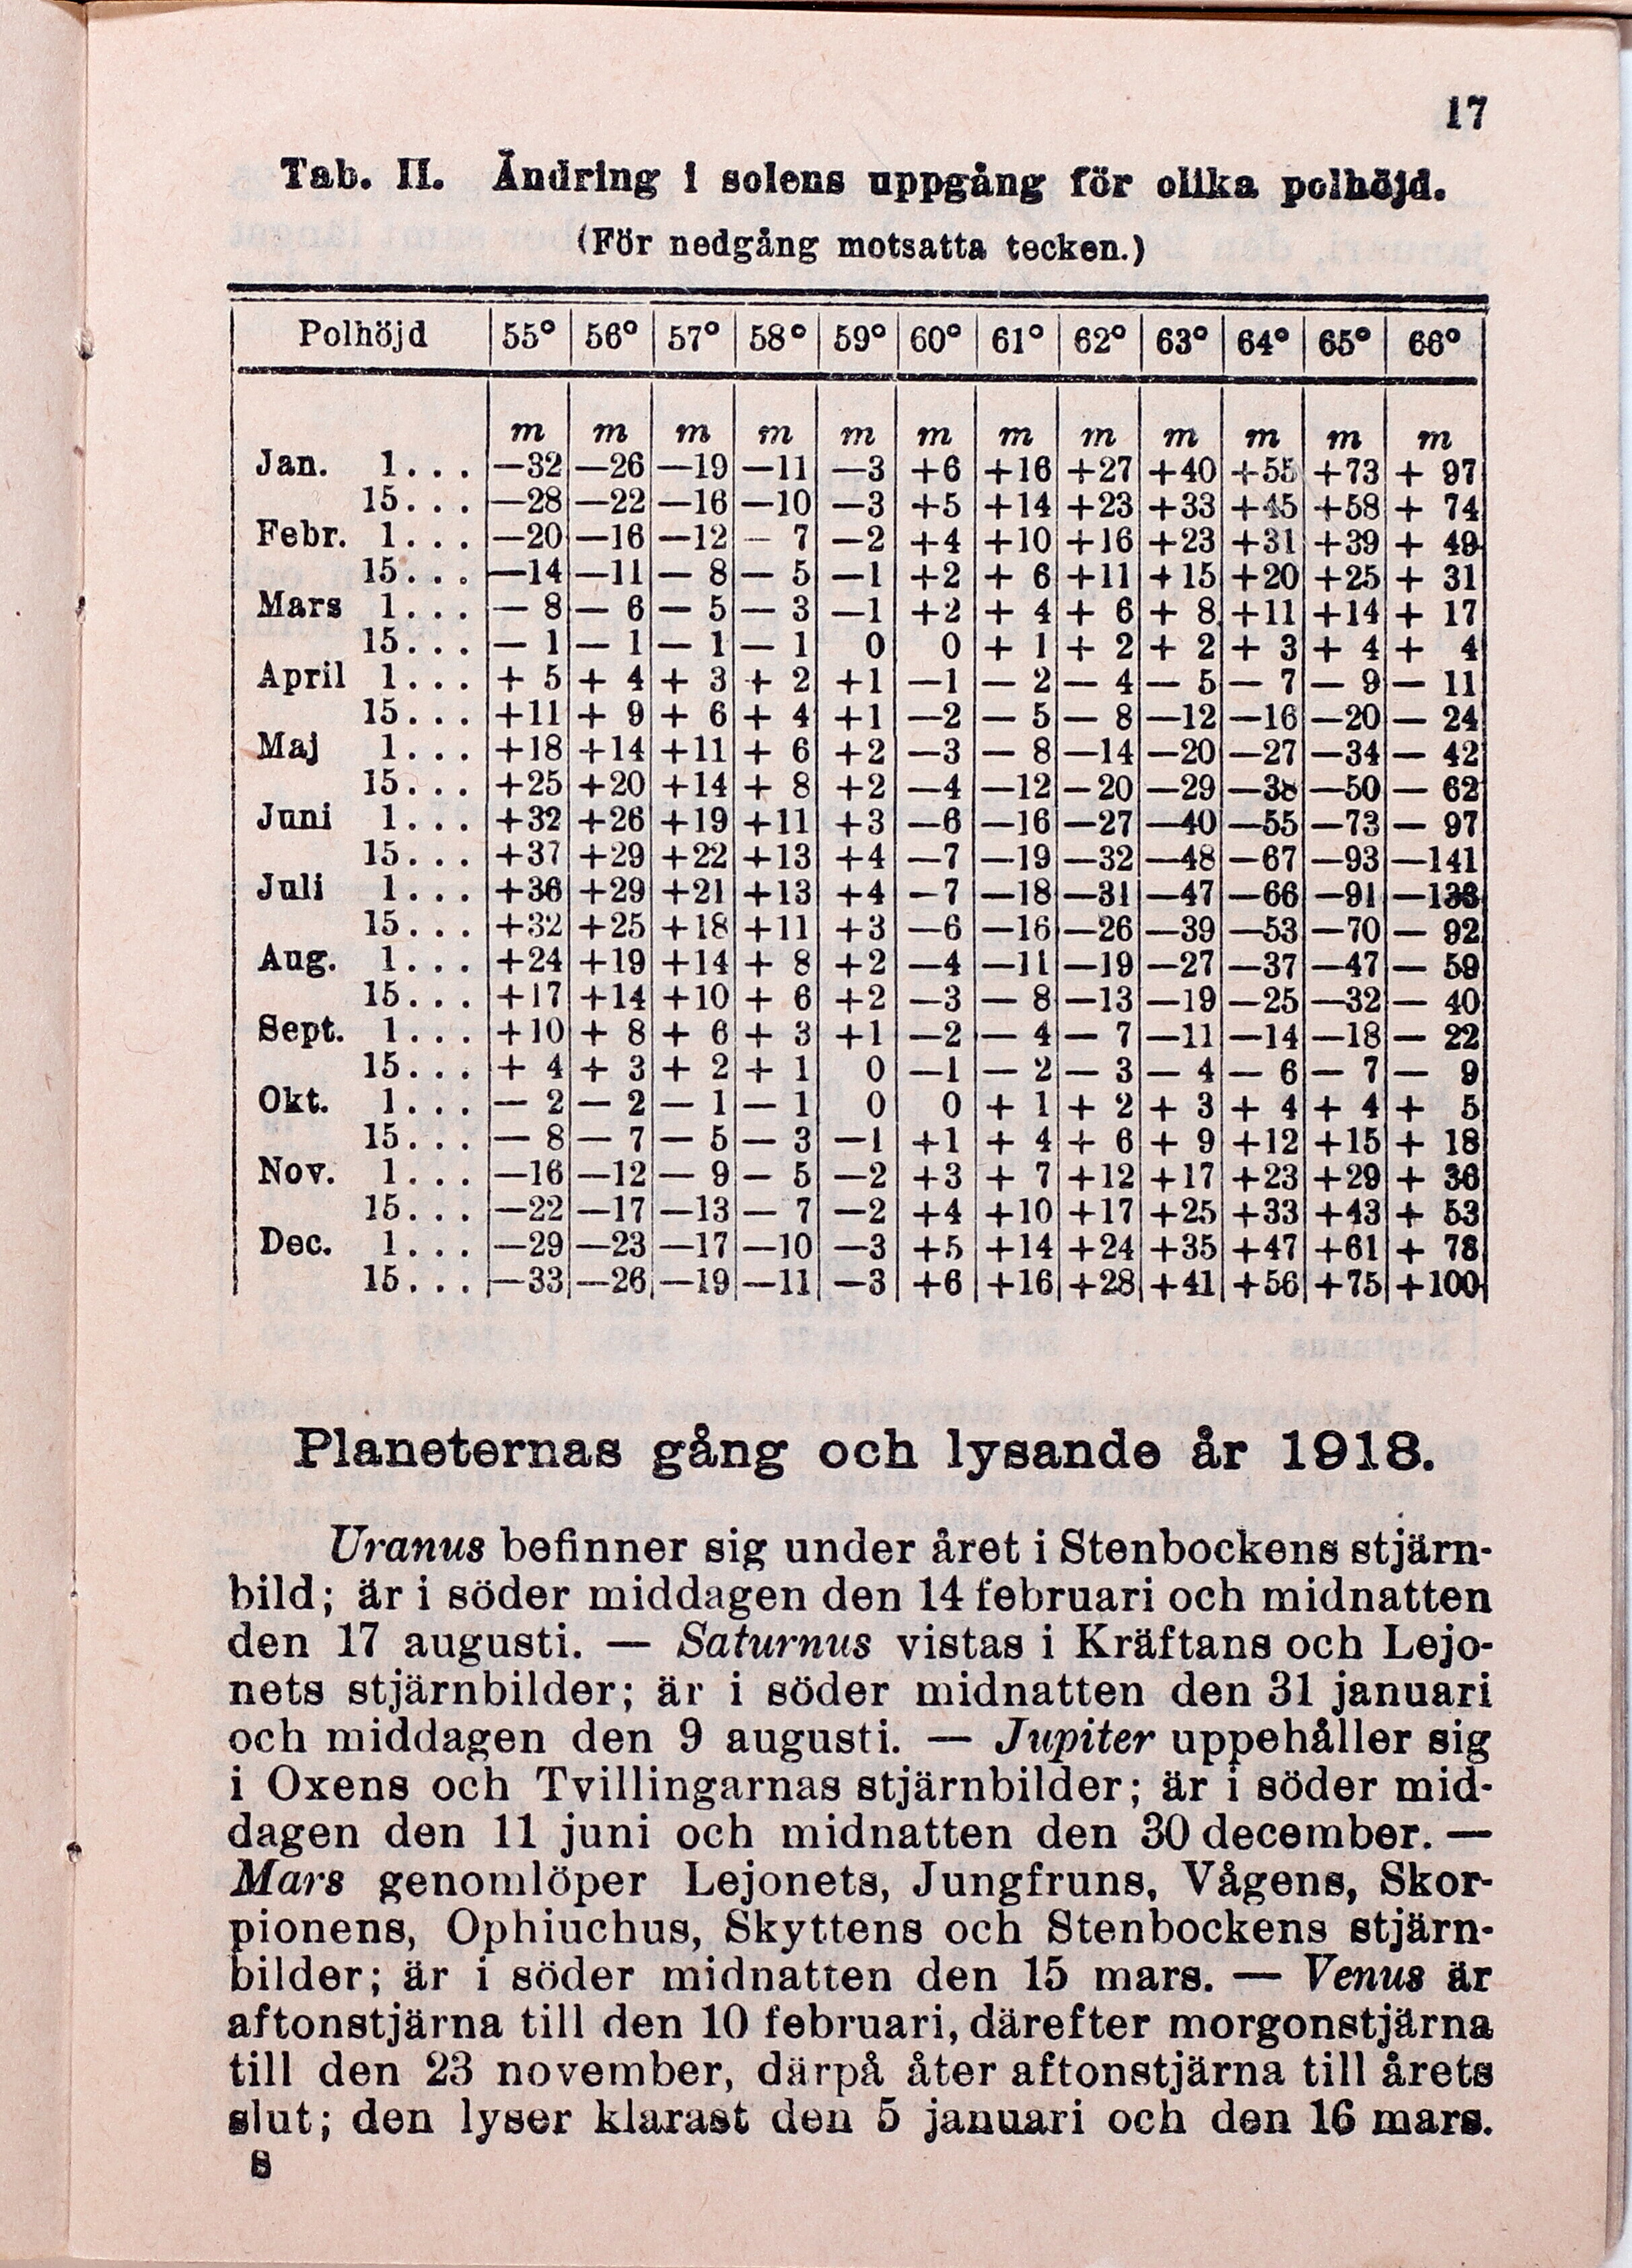 17
Tab. II. Ändring i solens uppgång för olika polhöjd.
(För nedgång motsatta tecken.)
Polhöjd 55° 56° 57° 58° 59° 60° 61° 62° 63° 64° 65° 66°
m m m m m m m m m m m m
Jan. 1... —32 —26 —19 —11 —3 +6 +16 +27 +40 +55 +73 + 97
15... —28 —22 —16 —10 —3 +5 +14 +23 +33 +45 +58 + 74
Febr. 1... —20 —16 —12 — 7 —2 +4 +10 +16 +23 +31 +39 + 49
15... —14 —11 — 8 — 5 —1 +2 + 6 +11 +15 +20 +25 + 31
Mars 1... — 8 — 6 — 5 — 3 —1 +2 + 4 + 6 + 8 +11 +14 + 17
15... — 1 — 1 — 1 — 1 0 0 + 1 + 2 + 2 + 3 + 4 + 4
April 1... + 5 + 4 + 3 + 2 +1 —1 — 2 — 4 — 5 — 7 — 9 — 11
15... +11 + 9 + 6 + 4 +1 —2 — 5 — 8 —12 —16 —20 — 24
Maj 1... +18 +14 +11 + 6 +2 —3 — 8 —14 —20 —27 —34 — 42
15... +25 +20 +14 + 8 +2 —4 —12 —20 —29 —38 —50 — 62
Juni 1... +32 +26 +19 +11 +3 —6 —16 —27 —40 —55 —73 — 97
15... +37 +29 +22 +13 +4 —7 —19 —32 —48 —67 —93 —141
Juli 1... +36 +29 +21 +13 +4 —7 —18 —31 —47 —66 —91
15... +32 +25 +18 +11 +3 —6 —16 —26 —39 —53 —70 — 92
Aug. 1... +24 +19 +14 + 8 +2 —4 —11 —19 —27 —37 —47 — 59
15... +17 +14 +10 + 6 +2 —3 — 8 —13 —19 —25 —32 — 40
Sept. 1... +10 + 8 + 6 + 3 +1 —2 — 4 — 7 —11 —14 —18 — 22
15... + 4 + 3 + 2 + 1 0 —1 — 2 — 3 — 4 — 6 — 7 — 9
Okt. 1... — 2 — 2 — 1 — 1 0 0 + 1 + 2 + 3 + 4 + 4 + 5
15... — 8 — 7 — 5 — 3 —1 +1 + 4 + 6 + 9 +12 +15 + 18
Nov. 1... —16 —12 — 9 — 5 —2 +3 + 7 +12 +17 +23 +29 + 36
15... —22 —17 —13 — 7 —2 +4 +10 +17 +25 +33 +43 + 53
Dec. 1... —29 —23 —17 —10 —3 +5 +14 +24 +35 +47 +61 + 78
15... —33 —26 —19 —11 —3 +6 +16 +28 +41 +56 +75 +100
Planeternas gång och lysande år 1918.
Uranus befinner sig under året i Stenbockens stjärn-
bild; är i söder middagen den 14 februari och midnatten
den 17 augusti. — Saturnus vistas i Kräftans och Lejo-
nets stjärnbilder; är i söder midnatten den 31 januari
och middagen den 9 augusti. — Jupiter uppehåller sig
i Oxens och Tvillingarnas stjärnbilder; är i söder mid-
dagen den 11 juni och midnatten den 30 december. —
Mars genomlöper Lejonets, Jungfruns, Vågens, Skor-
pionens, Ophiuchus, Skyttens och Stenbockens stjärn-
bilder; är i söder midnatten den 15 mars. — Venus är
aftonstjärna till den 10 februari, därefter morgonstjärna
till den 23 november, därpå åter aftonstjärna till årets
slut; den lyser klarast den 5 januari och den 16 mars.